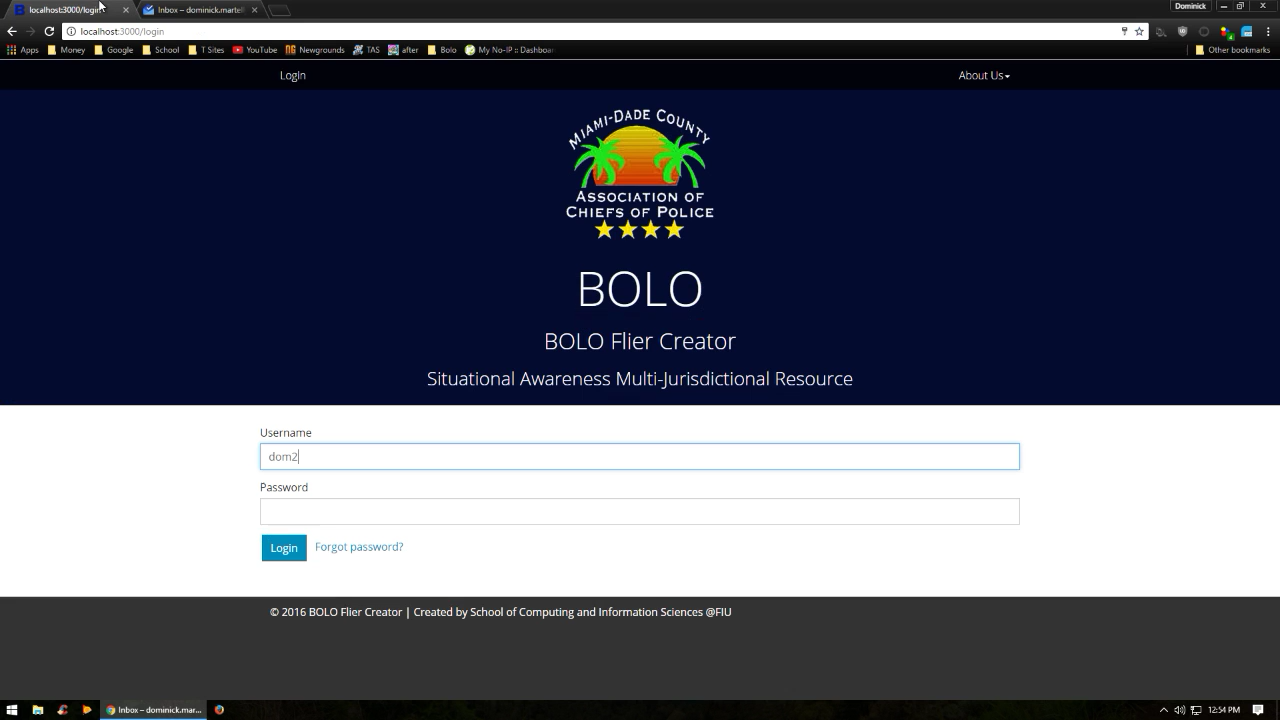 localhost:3000/login
Inbox – dominick.martel
Dominick
localhost:3000/login
Apps
Money
Google
School
T Sites
YouTube
Newgrounds
TAS
after
Bolo
My No-IP :: Dashboa
Other bookmarks
Login
About Us
MIAMI-DADE COUNTY
ASSOCIATION OF
CHIEFS OF POLICE
BOLO
BOLO Flier Creator
Situational Awareness Multi-Jurisdictional Resource
Username
dom2
Password
Login
Forgot password?
© 2016 BOLO Flier Creator | Created by School of Computing and Information Sciences @FIU
Inbox – dominick.mar...
12:54 PM